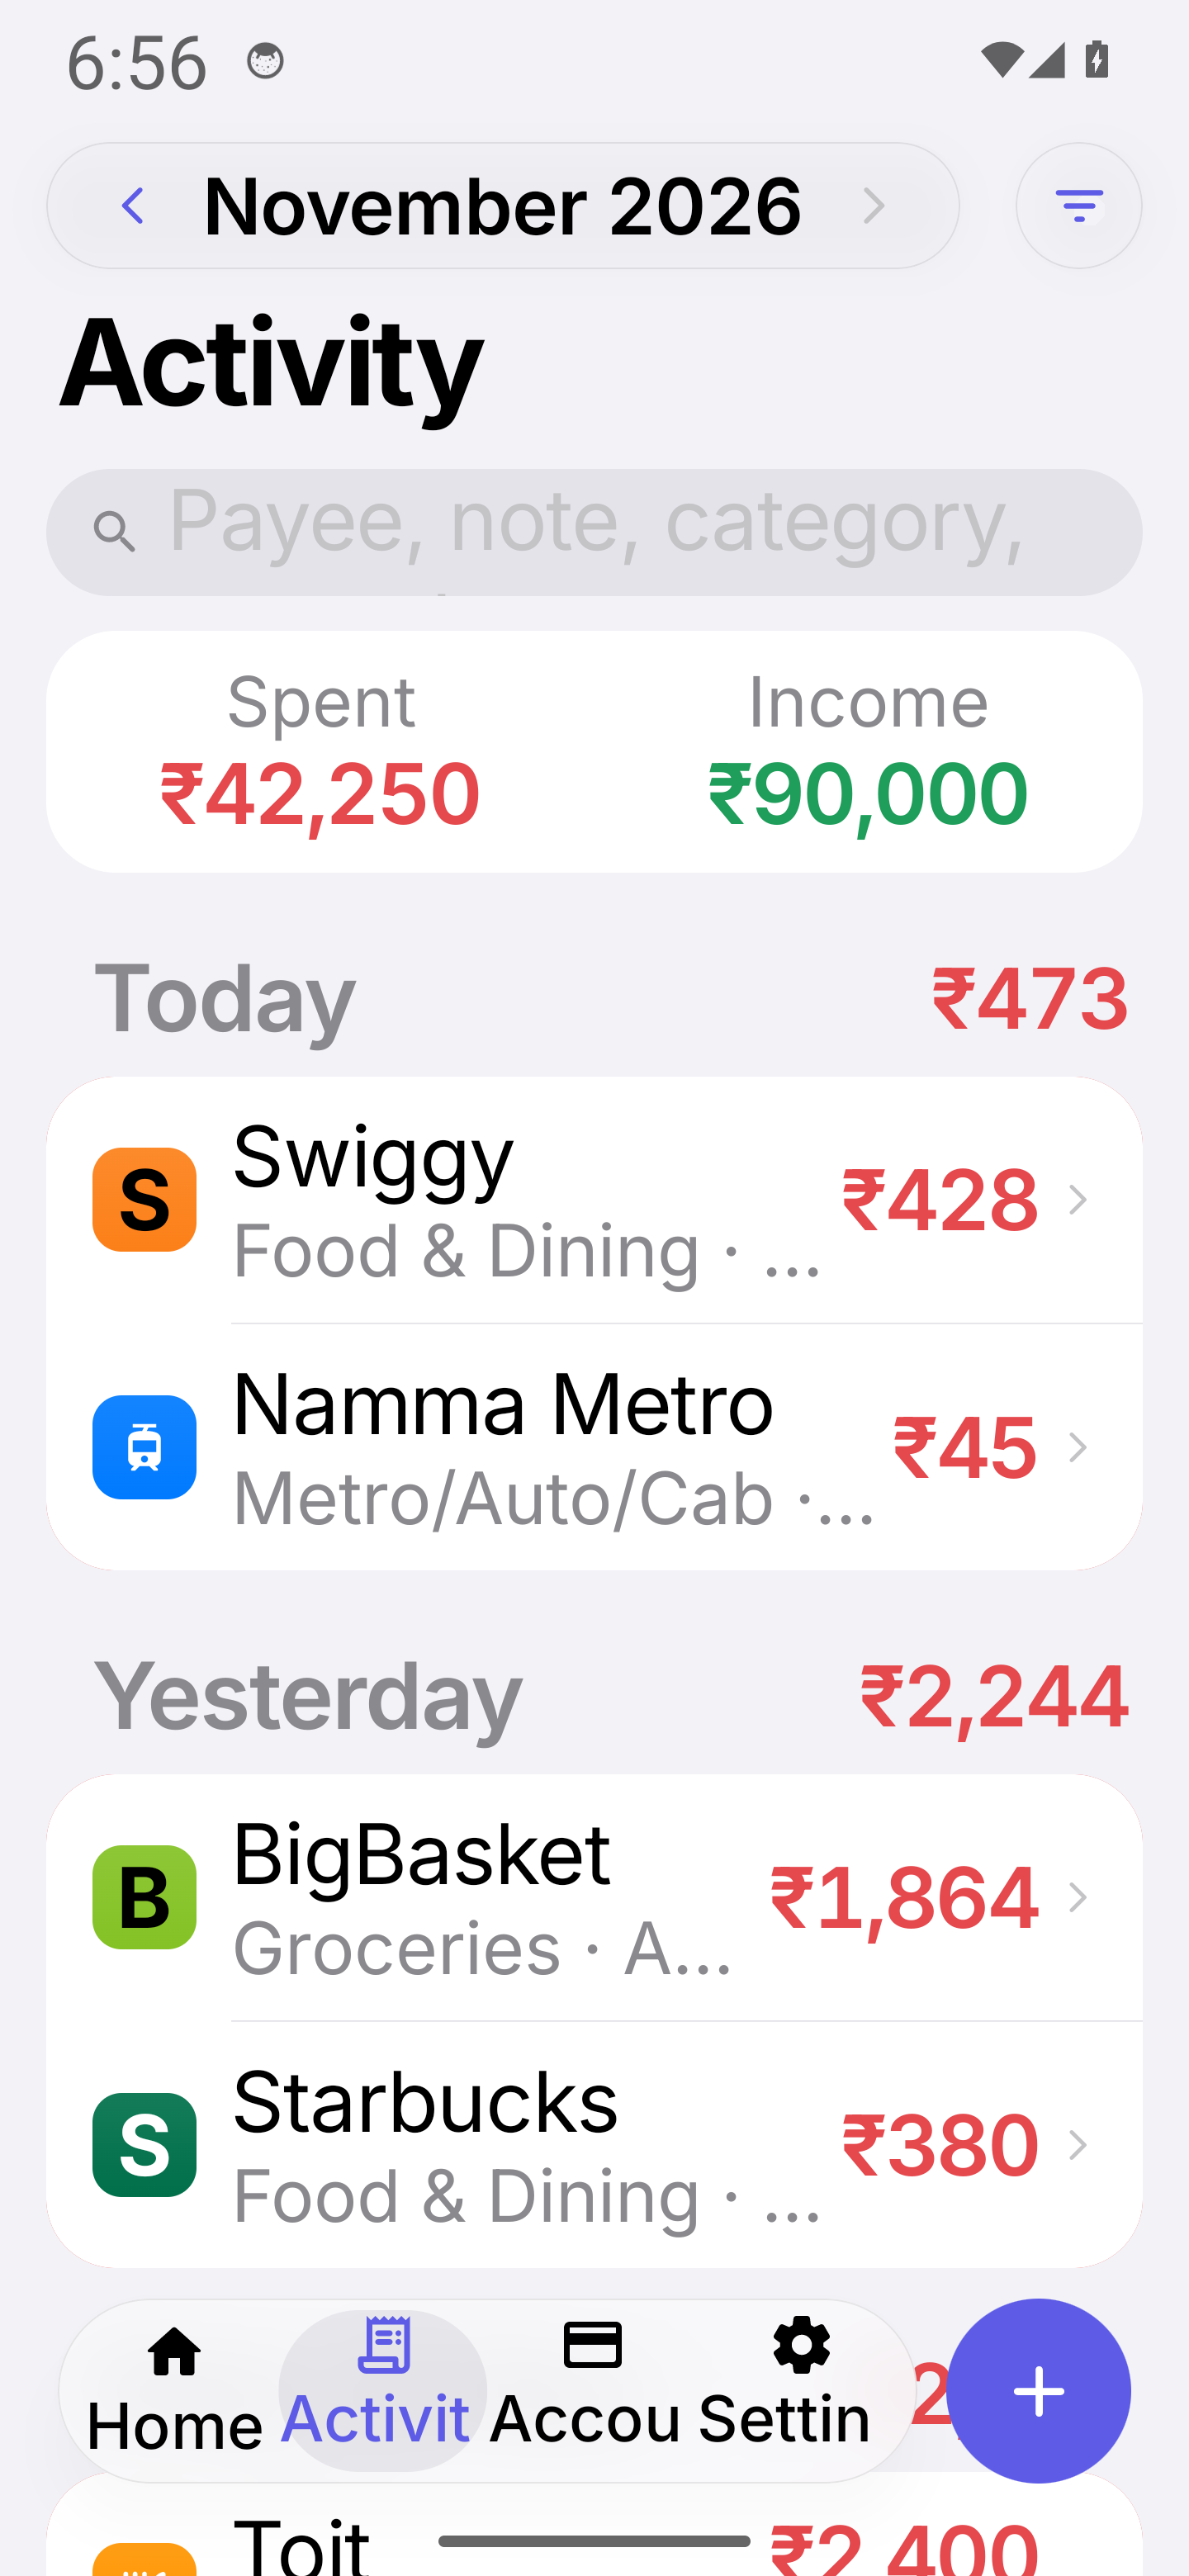 6:56
November 2026
Activity
Payee, note, category,
Spent
Income
₹42,250
₹90,000
Today
₹473
S
Swiggy
₹428
Food & Dining · ...
Namma Metro
₹45
Metro/Auto/Cab ·...
Yesterday
₹2,244
B
BigBasket
₹1,864
Groceries · A...
S
Starbucks
₹380
Food & Dining · ...
Home
Activit
Accou
Settin
Toit
₹2,400